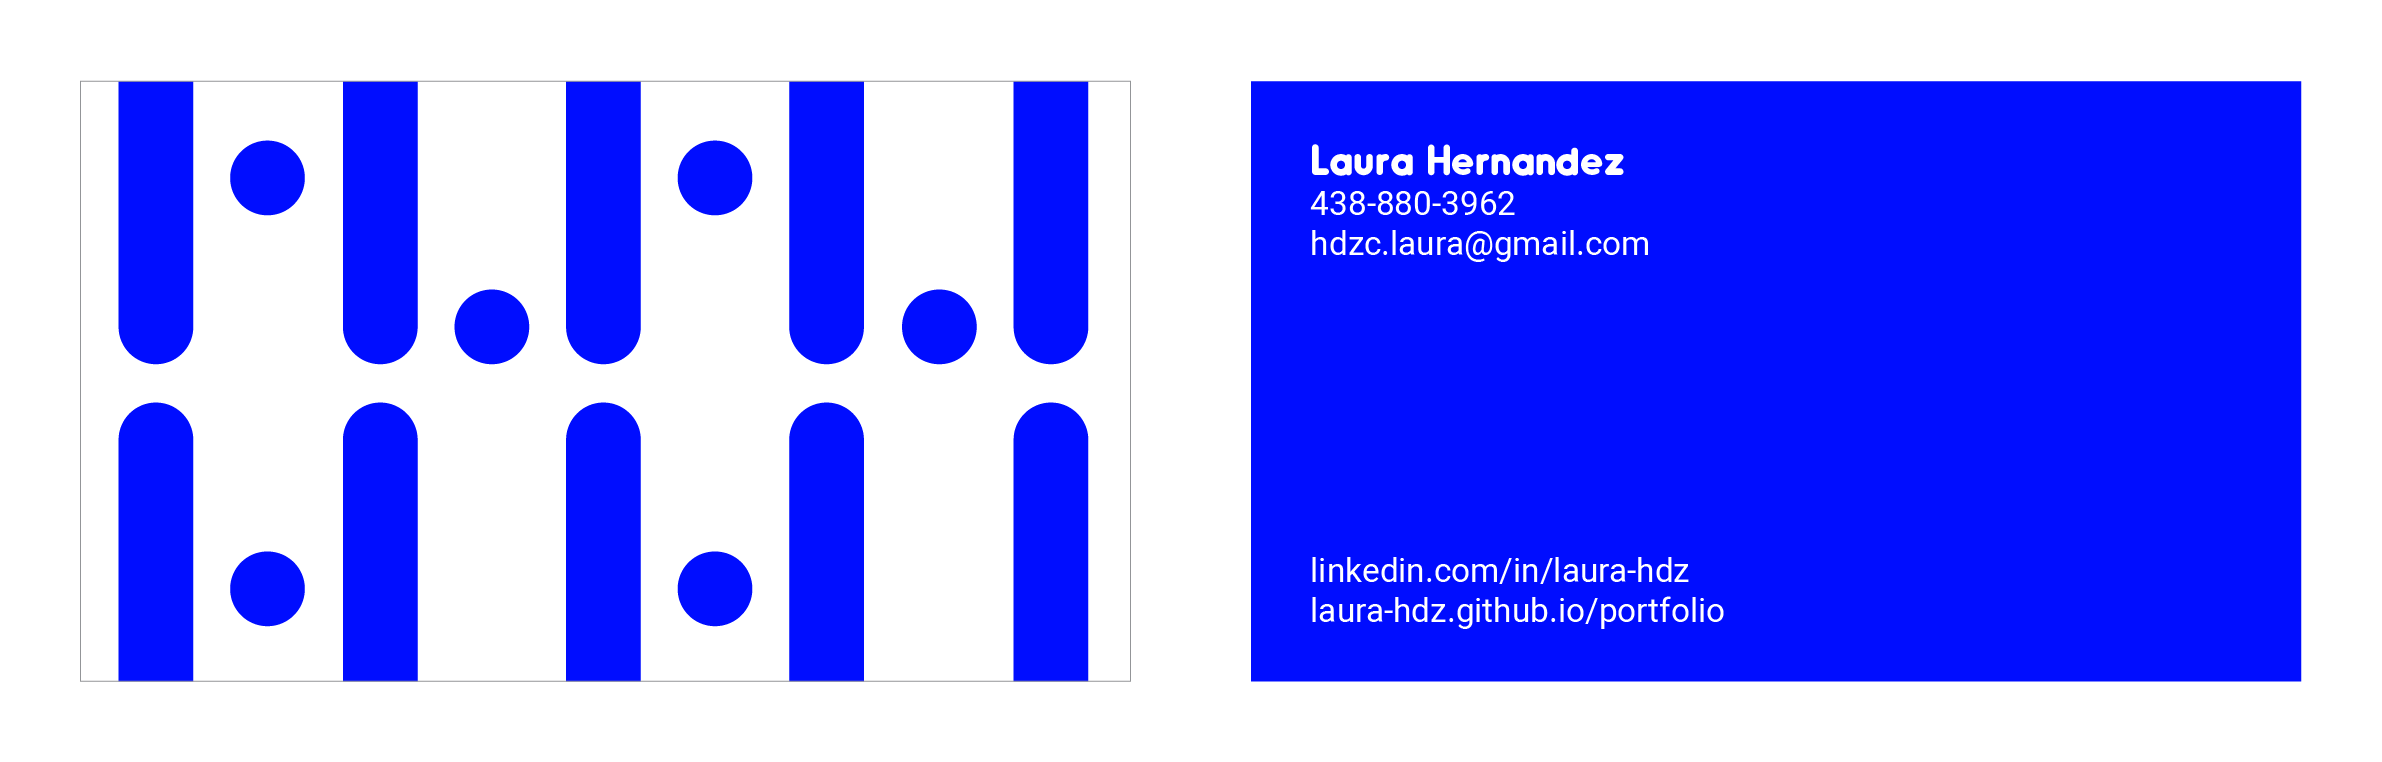 Laura Hernandez
438-880-3962
hdzc.laura@gmail.com
linkedin.com/in/laura-hdz
laura-hdz.github.io/portfolio